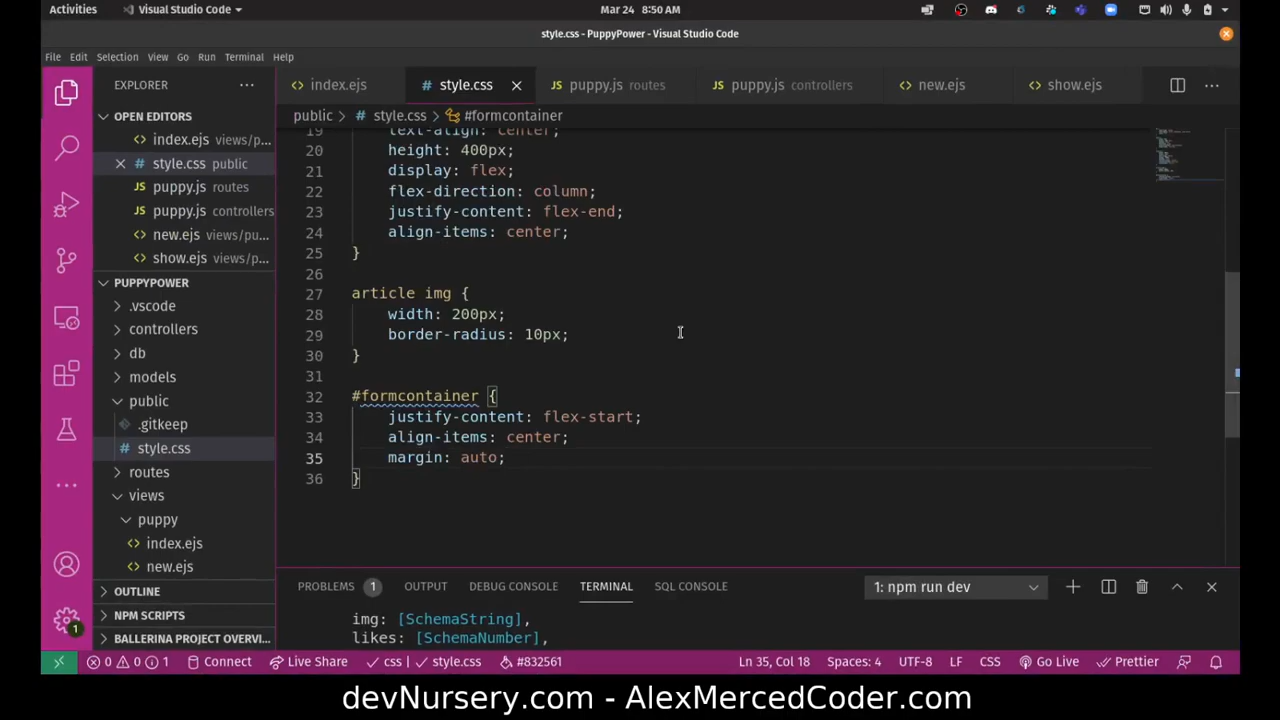 Activities
Visual Studio Code
Mar 24 8:50 AM
style.css - PuppyPower - Visual Studio Code
File Edit Selection View Go Run Terminal Help
EXPLORER
index.ejs
style.css
puppy.js routes
puppy.js controllers
new.ejs
show.ejs
OPEN EDITORS
index.ejs views/p...
style.css public
puppy.js routes
puppy.js controllers
new.ejs views/pu...
show.ejs views/p...
PUPPYPOWER
.vscode
controllers
db
models
public
.gitkeep
style.css
routes
views
puppy
index.ejs
new.ejs
OUTLINE
NPM SCRIPTS
BALLERINA PROJECT OVERVI...
public > style.css > #formcontainer
19 text-align: center;
20 height: 400px;
21 display: flex;
22 flex-direction: column;
23 justify-content: flex-end;
24 align-items: center;
25 }
26
27 article img {
28 width: 200px;
29 border-radius: 10px;
30 }
31
32 #formcontainer {
33 justify-content: flex-start;
34 align-items: center;
35 margin: auto;
36 }
PROBLEMS 1 OUTPUT DEBUG CONSOLE TERMINAL SQL CONSOLE
1: npm run dev
img: [SchemaString],
likes: [SchemaNumber],
1
0 0 1 Connect Live Share css | style.css #832561 Ln 35, Col 18 Spaces: 4 UTF-8 LF CSS Go Live Prettier
devNursery.com - AlexMercedCoder.com